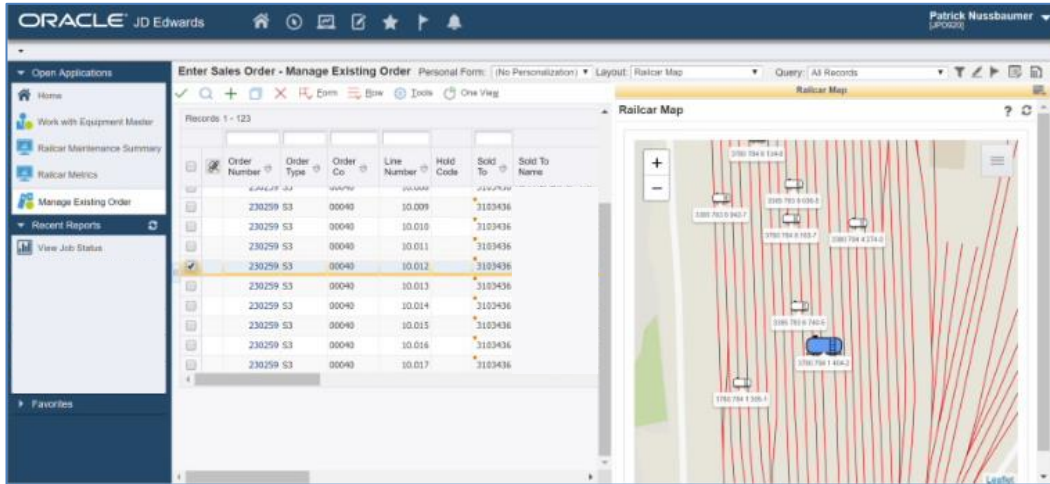 ORACLE JD Edwards
Patrick Nussbaumer
[JPO920]
Open Applications
Home
Work with Equipment Master
Railcar Maintenance Summary
Railcar Metrics
Manage Existing Order
Recent Reports
View Job Status
Favorites
Enter Sales Order - Manage Existing Order Personal Form: (No Personalization) Layout: Railcar Map Query: All Records
Form Row Tools One View
Records 1 - 123
Order Number Order Type Order Co Line Number Hold Code Sold To Sold To Name
230259 S3 00040 10.009 3103436
230259 S3 00040 10.010 3103436
230259 S3 00040 10.011 3103436
230259 S3 00040 10.012 3103436
230259 S3 00040 10.013 3103436
230259 S3 00040 10.014 3103436
230259 S3 00040 10.015 3103436
230259 S3 00040 10.016 3103436
230259 S3 00040 10.017 3103436
Railcar Map
Railcar Map
?
+
−
Leaflet